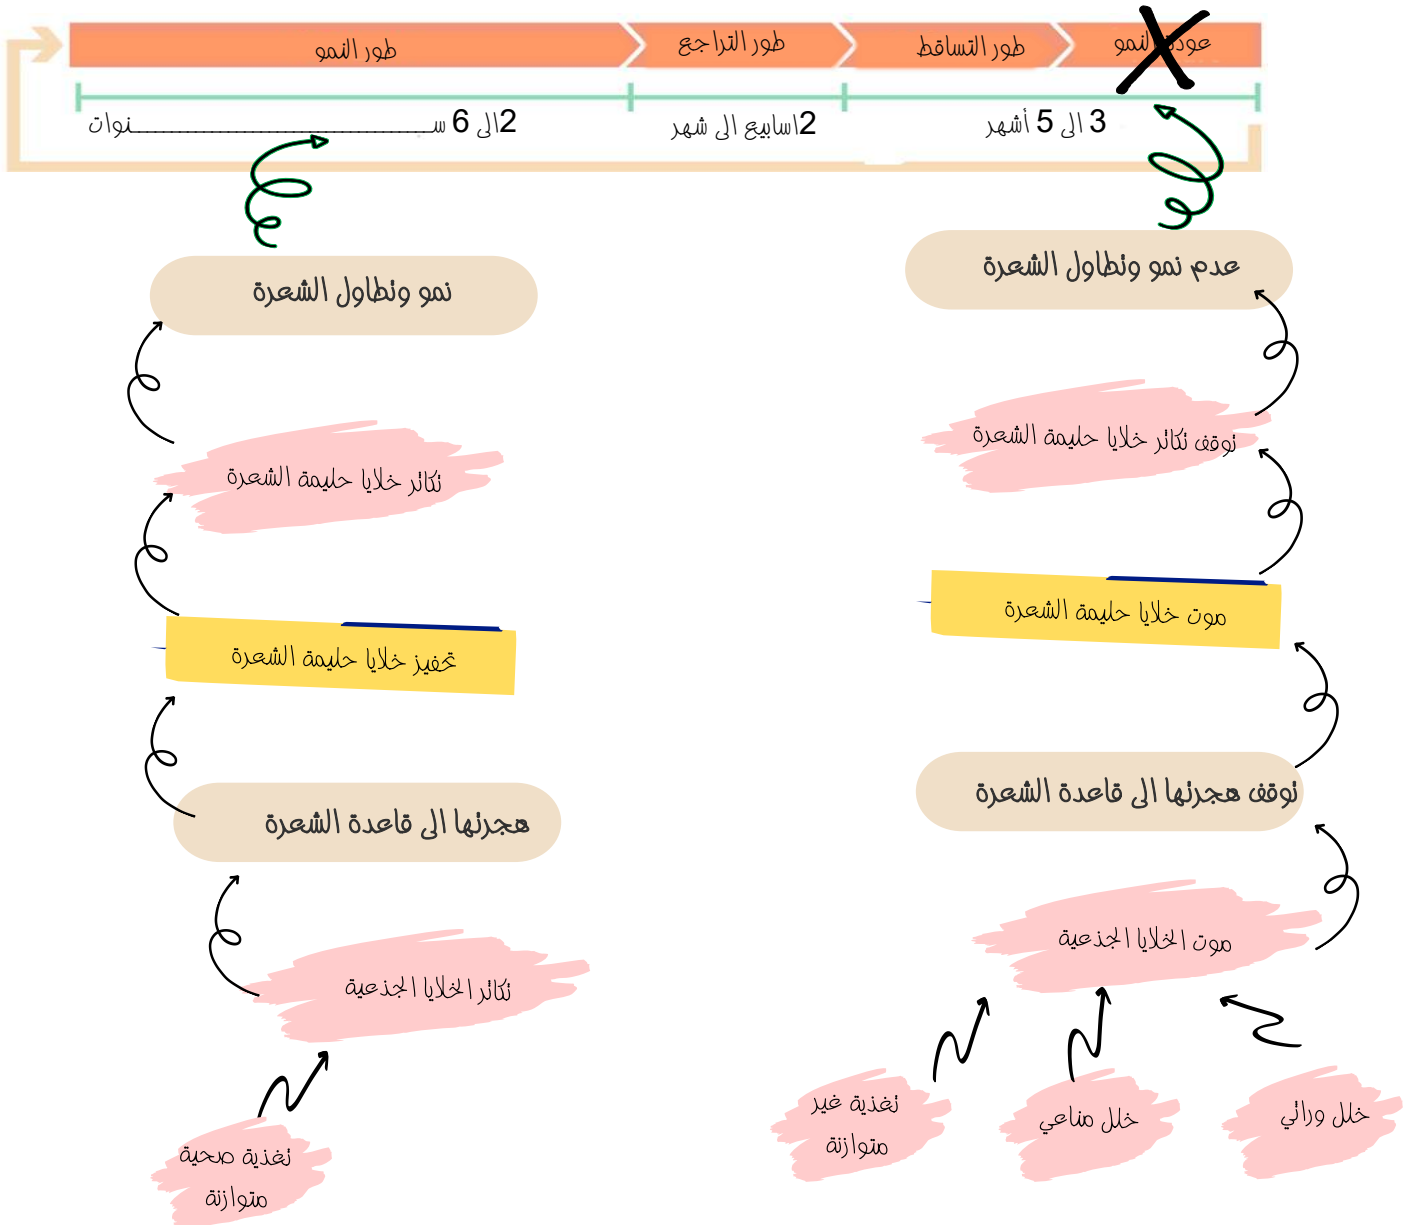 عودة النمو
طور التساقط
طور التراجع
طور النمو
3 الى 5 أشهر
2اسابيع الى شهر
2الى 6 ســـــــــــــــــــــــــــــنوات
عدم نمو وتطاول الشعرة
توقف تكاثر خلايا حليمة الشعرة
موت خلايا حليمة الشعرة
توقف هجرتها الى قاعدة الشعرة
موت الخلايا الجذعية
خلل وراثي
خلل مناعي
تغذية غير
متوازنة
نمو وتطاول الشعرة
تكاثر خلايا حليمة الشعرة
تحفيز خلايا حليمة الشعرة
هجرتها الى قاعدة الشعرة
تكاثر الخلايا الجذعية
تغذية صحية
متوازنة